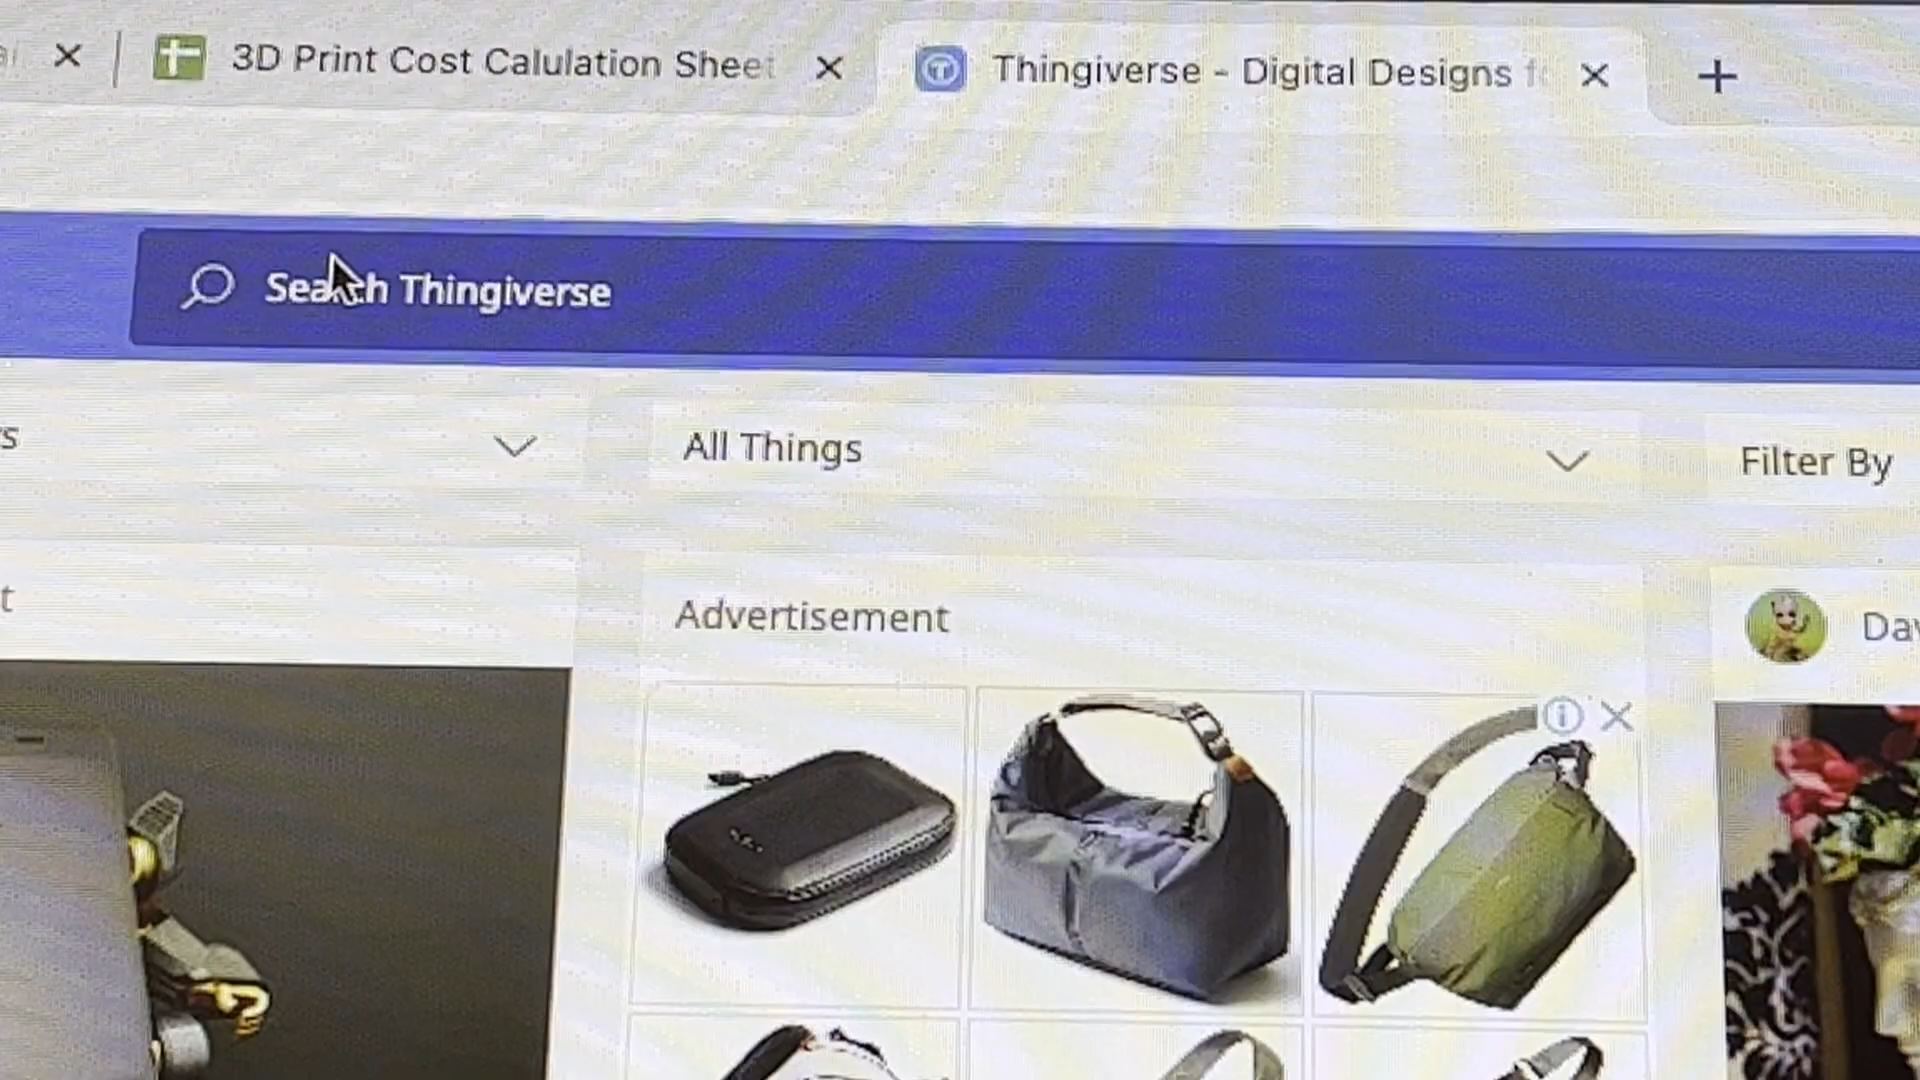 3D Print Cost Calulation Sheet
Thingiverse - Digital Designs f
Search Thingiverse
All Things
Filter By
Advertisement
Da